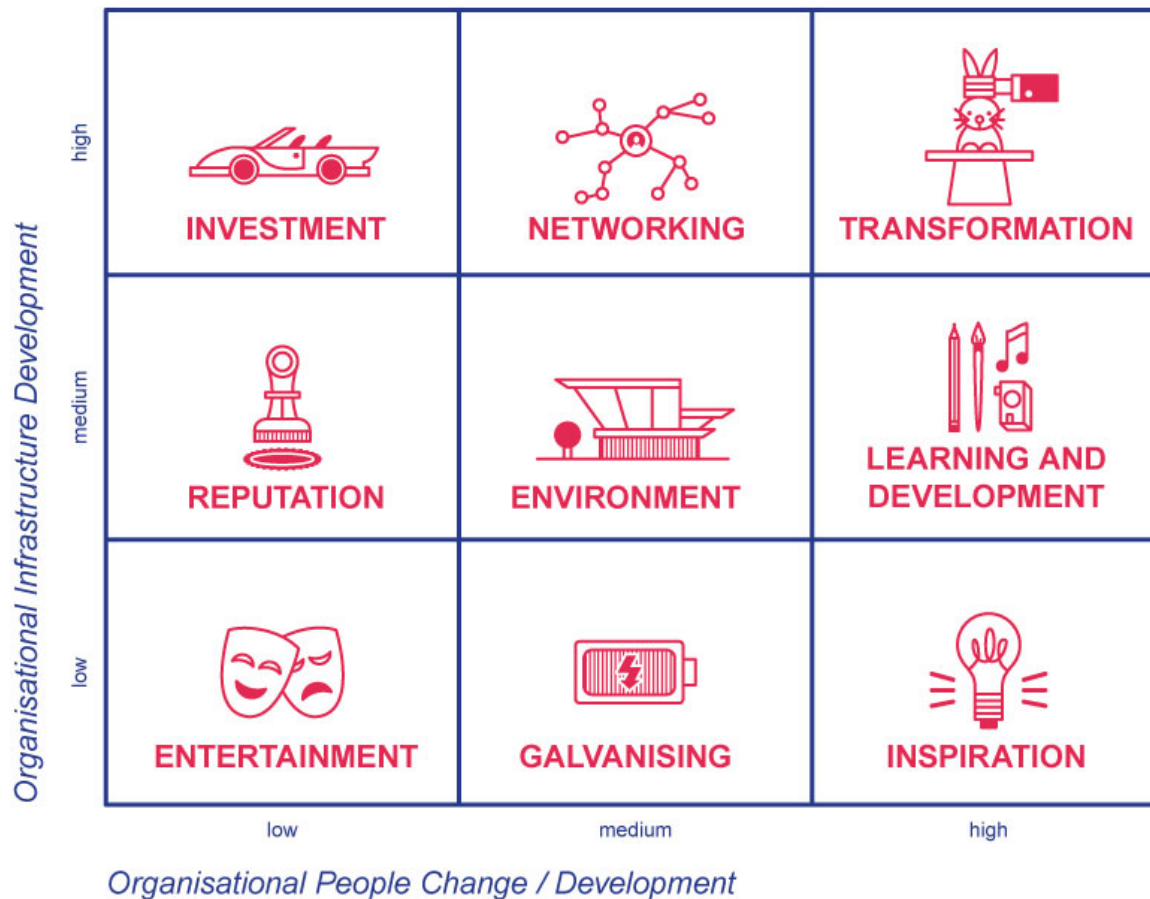 Organisational Infrastructure Development
high
INVESTMENT
NETWORKING
TRANSFORMATION
medium
REPUTATION
ENVIRONMENT
LEARNING AND
DEVELOPMENT
low
ENTERTAINMENT
GALVANISING
INSPIRATION
low
medium
high
Organisational People Change / Development